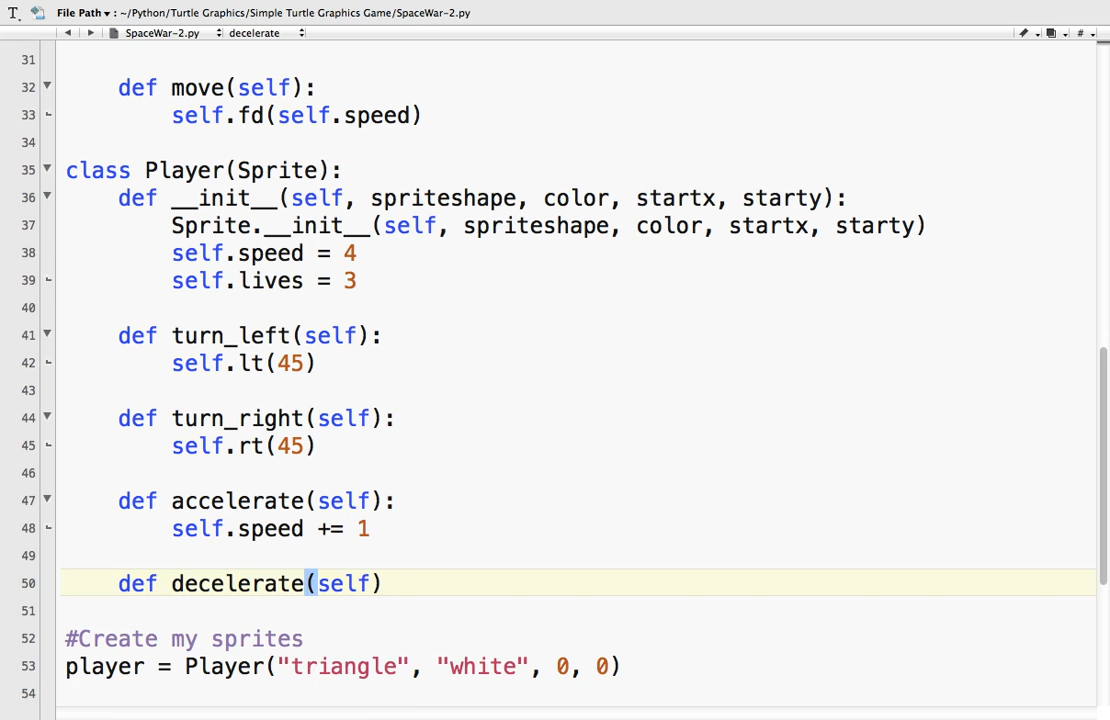 File Path ▾ : ~/Python/Turtle Graphics/Simple Turtle Graphics Game/SpaceWar-2.py
SpaceWar-2.py decelerate #
31
32 def move(self):
33 self.fd(self.speed)
34
35 class Player(Sprite):
36 def __init__(self, spriteshape, color, startx, starty):
37 Sprite.__init__(self, spriteshape, color, startx, starty)
38 self.speed = 4
39 self.lives = 3
40
41 def turn_left(self):
42 self.lt(45)
43
44 def turn_right(self):
45 self.rt(45)
46
47 def accelerate(self):
48 self.speed += 1
49
50 def decelerate(self)
51
52 #Create my sprites
53 player = Player("triangle", "white", 0, 0)
54